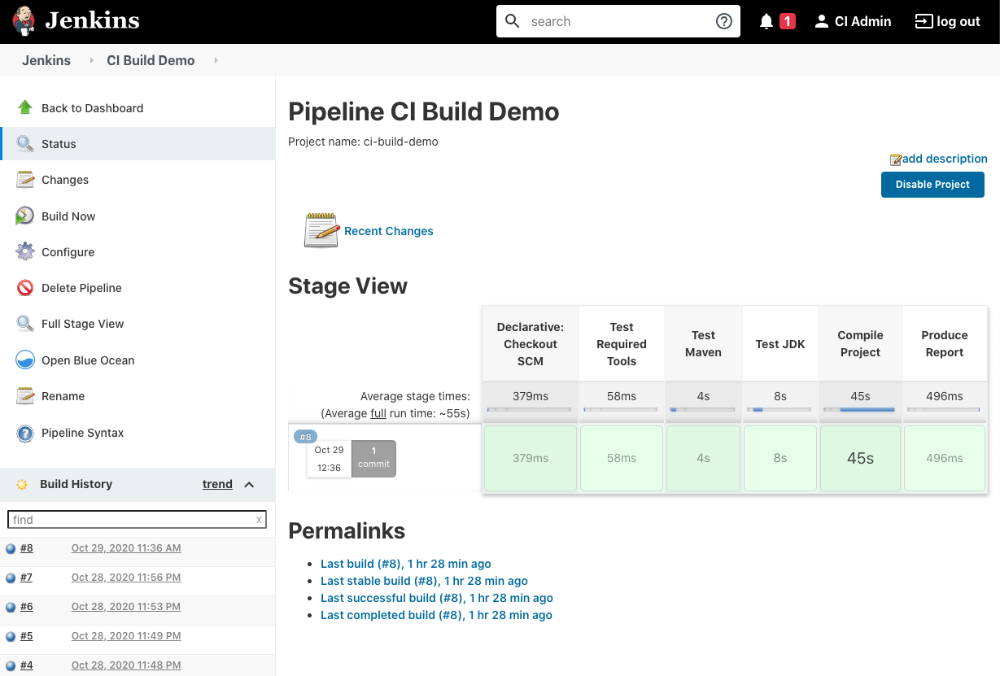 Jenkins
search
1
CI Admin
log out
Jenkins
CI Build Demo
Back to Dashboard
Status
Changes
Build Now
Configure
Delete Pipeline
Full Stage View
Open Blue Ocean
Rename
Pipeline Syntax
Build History
trend
find
x
#8 Oct 29, 2020 11:36 AM
#7 Oct 28, 2020 11:56 PM
#6 Oct 28, 2020 11:53 PM
#5 Oct 28, 2020 11:49 PM
#4 Oct 28, 2020 11:48 PM
Pipeline CI Build Demo
Project name: ci-build-demo
add description
Disable Project
Recent Changes
Stage View
Declarative:
Checkout
SCM
Test
Required
Tools
Test
Maven
Test JDK
Compile
Project
Produce
Report
Average stage times:
(Average full run time: ~55s)
379ms
58ms
4s
8s
45s
496ms
#8
Oct 29
12:36
1
commit
379ms
58ms
4s
8s
45s
496ms
Permalinks
Last build (#8), 1 hr 28 min ago
Last stable build (#8), 1 hr 28 min ago
Last successful build (#8), 1 hr 28 min ago
Last completed build (#8), 1 hr 28 min ago